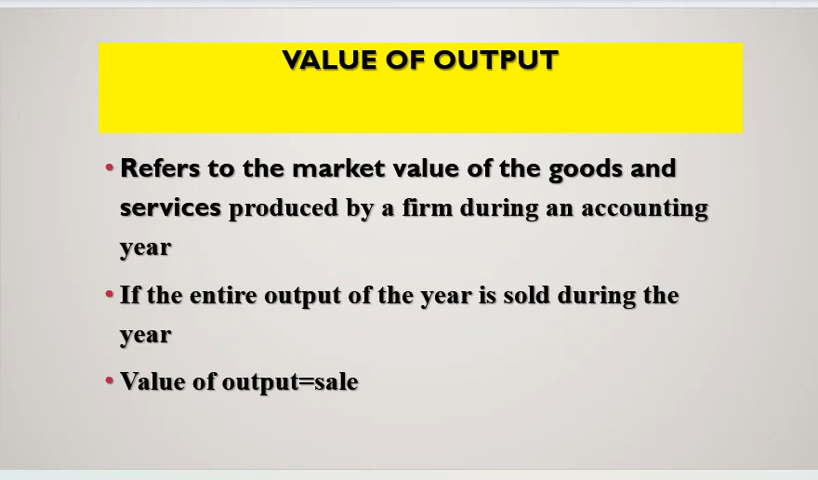 VALUE OF OUTPUT
• Refers to the market value of the goods and
services produced by a firm during an accounting
year
• If the entire output of the year is sold during the
year
• Value of output=sale